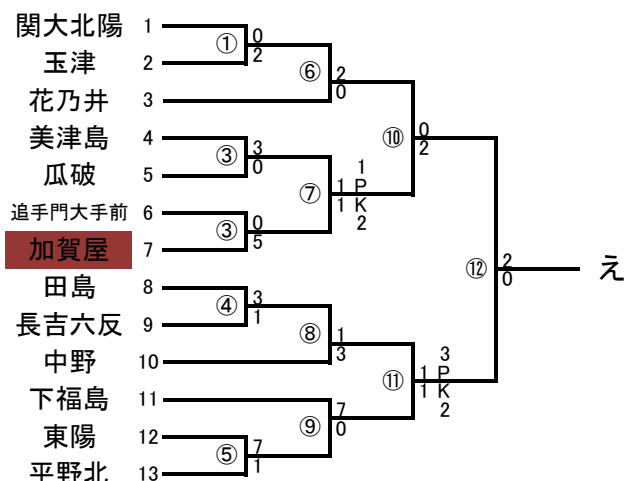 関大北陽 1
玉津 2
花乃井 3
美津島 4
瓜破 5
追手門大手前 6
加賀屋 7
田島 8
長吉六反 9
中野 10
下福島 11
東陽 12
平野北 13
① 0 2
③ 3 0
③ 0 5
④ 3 1
⑤ 7 1
⑥ 2 0
⑦ 1 1 1PK2
⑧ 1 3
⑨ 7 0
⑩ 0 2
⑪ 1 1 3PK2
⑫ 2 0
え